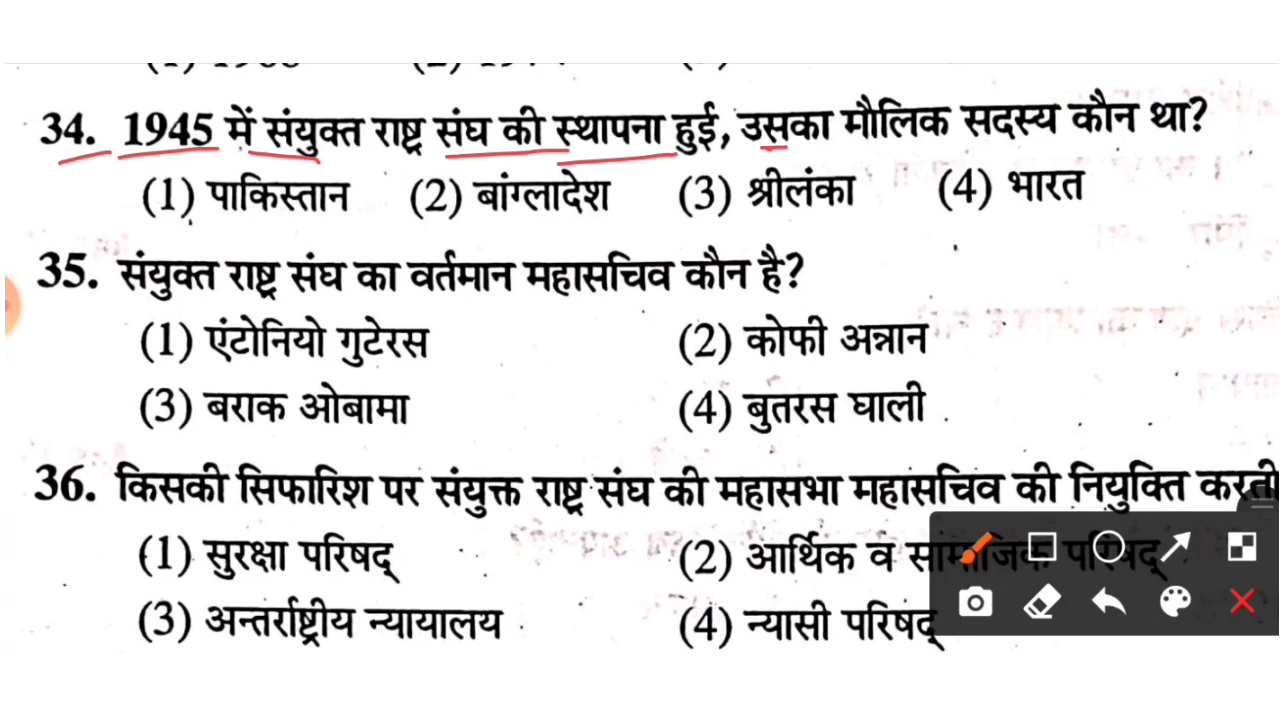 34. 1945 में संयुक्त राष्ट्र संघ की स्थापना हुई, उसका मौलिक सदस्य कौन था?
(1) पाकिस्तान (2) बांग्लादेश (3) श्रीलंका (4) भारत
35. संयुक्त राष्ट्र संघ का वर्तमान महासचिव कौन है?
(1) एंटोनियो गुटेरस (2) कोफी अन्नान
(3) बराक ओबामा (4) बुतरस घाली
36. किसकी सिफारिश पर संयुक्त राष्ट्र संघ की महासभा महासचिव की नियुक्ति करती
(1) सुरक्षा परिषद् (2) आर्थिक व सामाजिक परिषद्
(3) अन्तर्राष्ट्रीय न्यायालय (4) न्यासी परिषद्